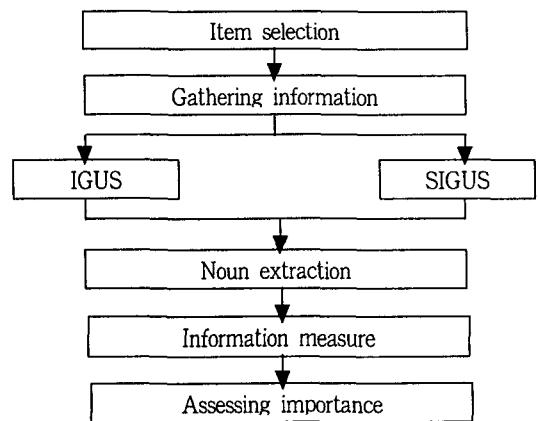 Item selection
Gathering information
IGUS
SIGUS
Noun extraction
Information measure
Assessing importance